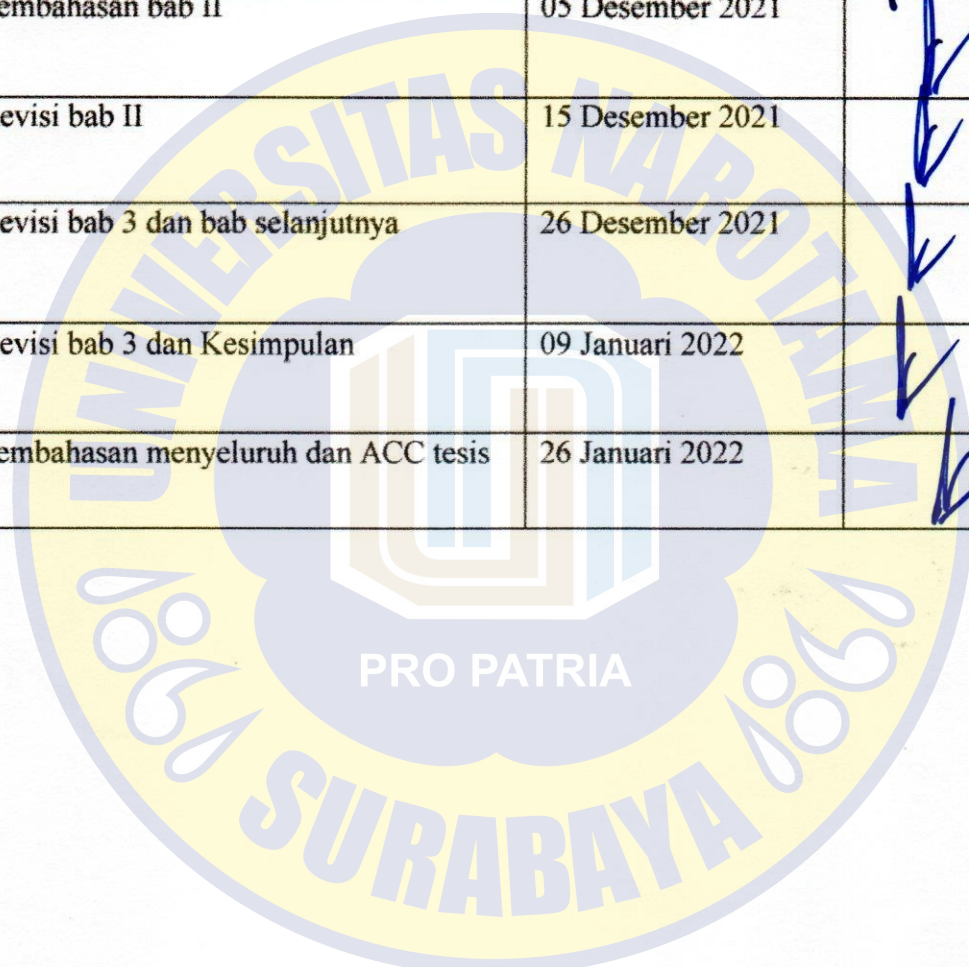 embahasan bab II 05 Desember 2021
evisi bab II 15 Desember 2021
evisi bab 3 dan bab selanjutnya 26 Desember 2021
evisi bab 3 dan Kesimpulan 09 Januari 2022
embahasan menyeluruh dan ACC tesis 26 Januari 2022
UNIVERSITAS NAROTAMA
PRO PATRIA
SURABAYA